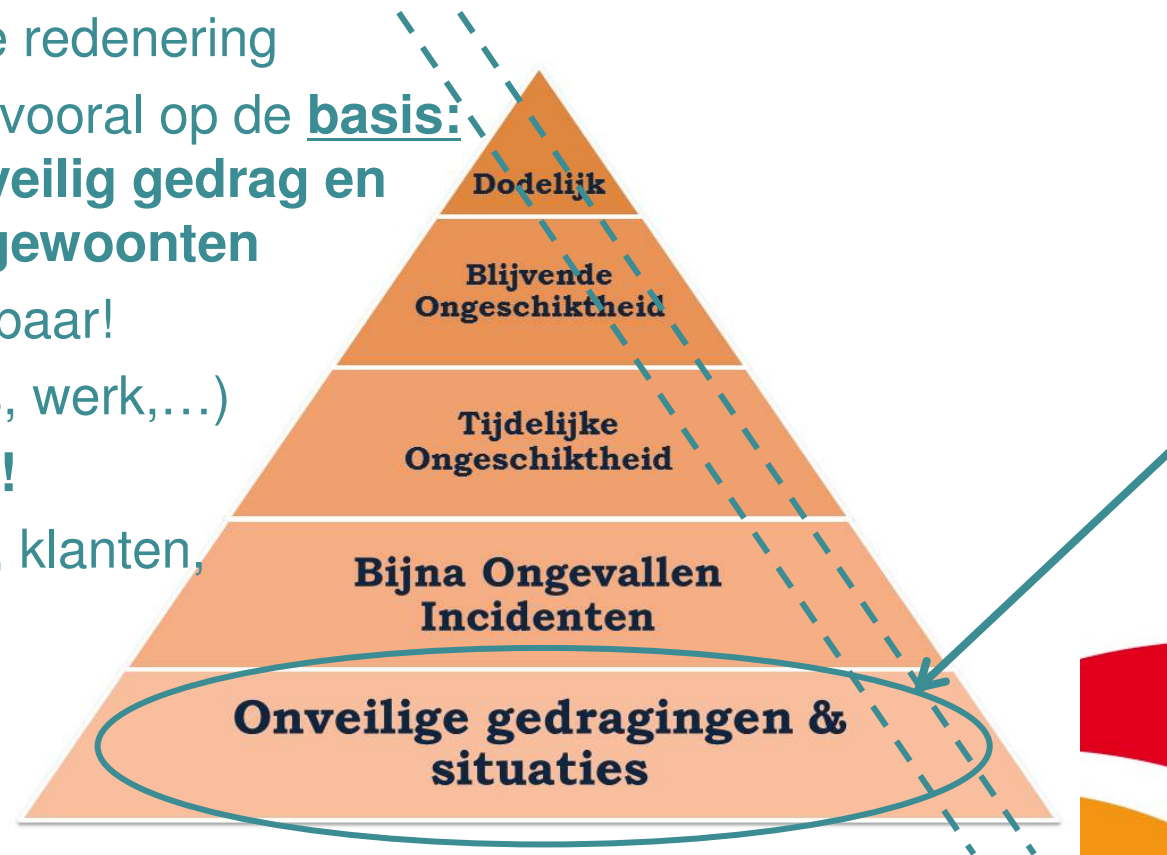 e redenering
vooral op de basis:
veilig gedrag en
gewoonten
baar!
, werk,…)
!
, klanten,
Dodelijk
Blijvende
Ongeschiktheid
Tijdelijke
Ongeschiktheid
Bijna Ongevallen
Incidenten
Onveilige gedragingen &
situaties